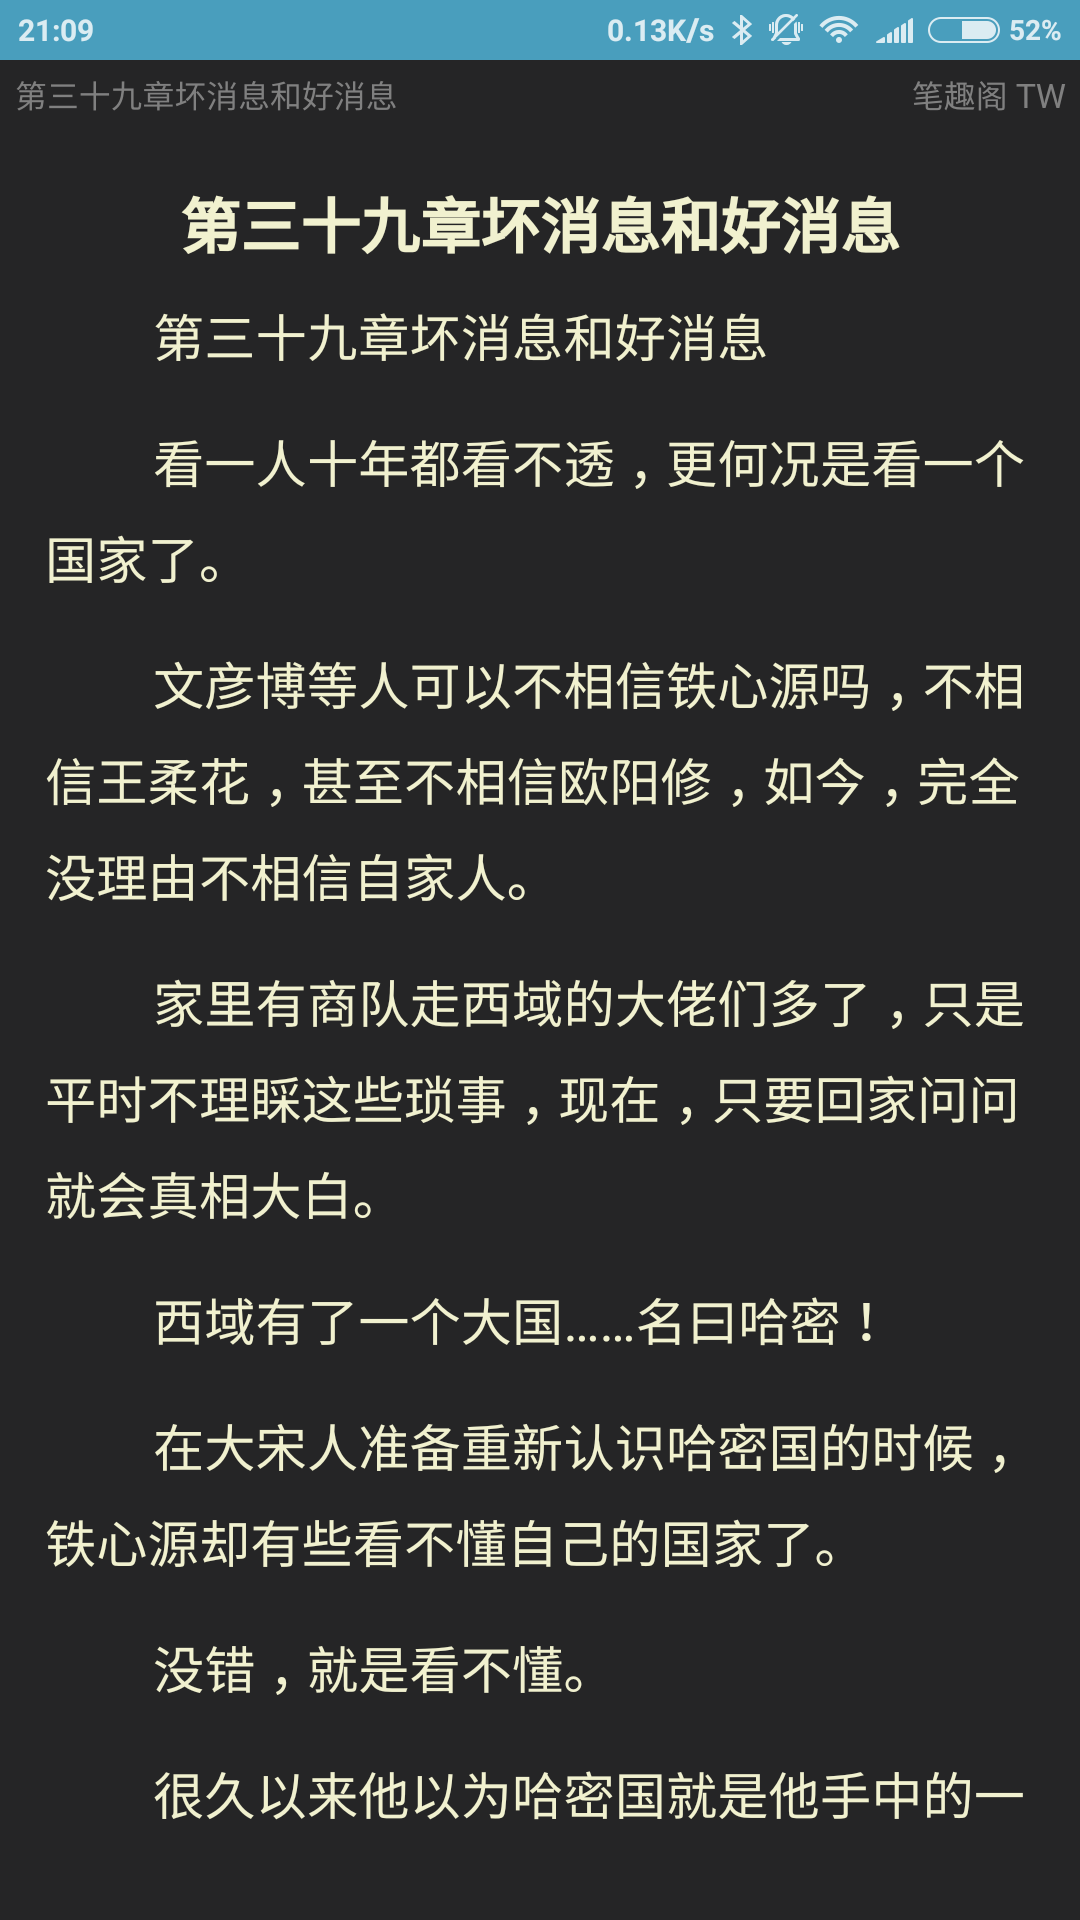 21:09 0.13K/s 52%
第三十九章坏消息和好消息 笔趣阁 TW
第三十九章坏消息和好消息
第三十九章坏消息和好消息
看一人十年都看不透，更何况是看一个
国家了。
文彦博等人可以不相信铁心源吗，不相
信王柔花，甚至不相信欧阳修，如今，完全
没理由不相信自家人。
家里有商队走西域的大佬们多了，只是
平时不理睬这些琐事，现在，只要回家问问
就会真相大白。
西域有了一个大国……名曰哈密！
在大宋人准备重新认识哈密国的时候，
铁心源却有些看不懂自己的国家了。
没错，就是看不懂。
很久以来他以为哈密国就是他手中的一